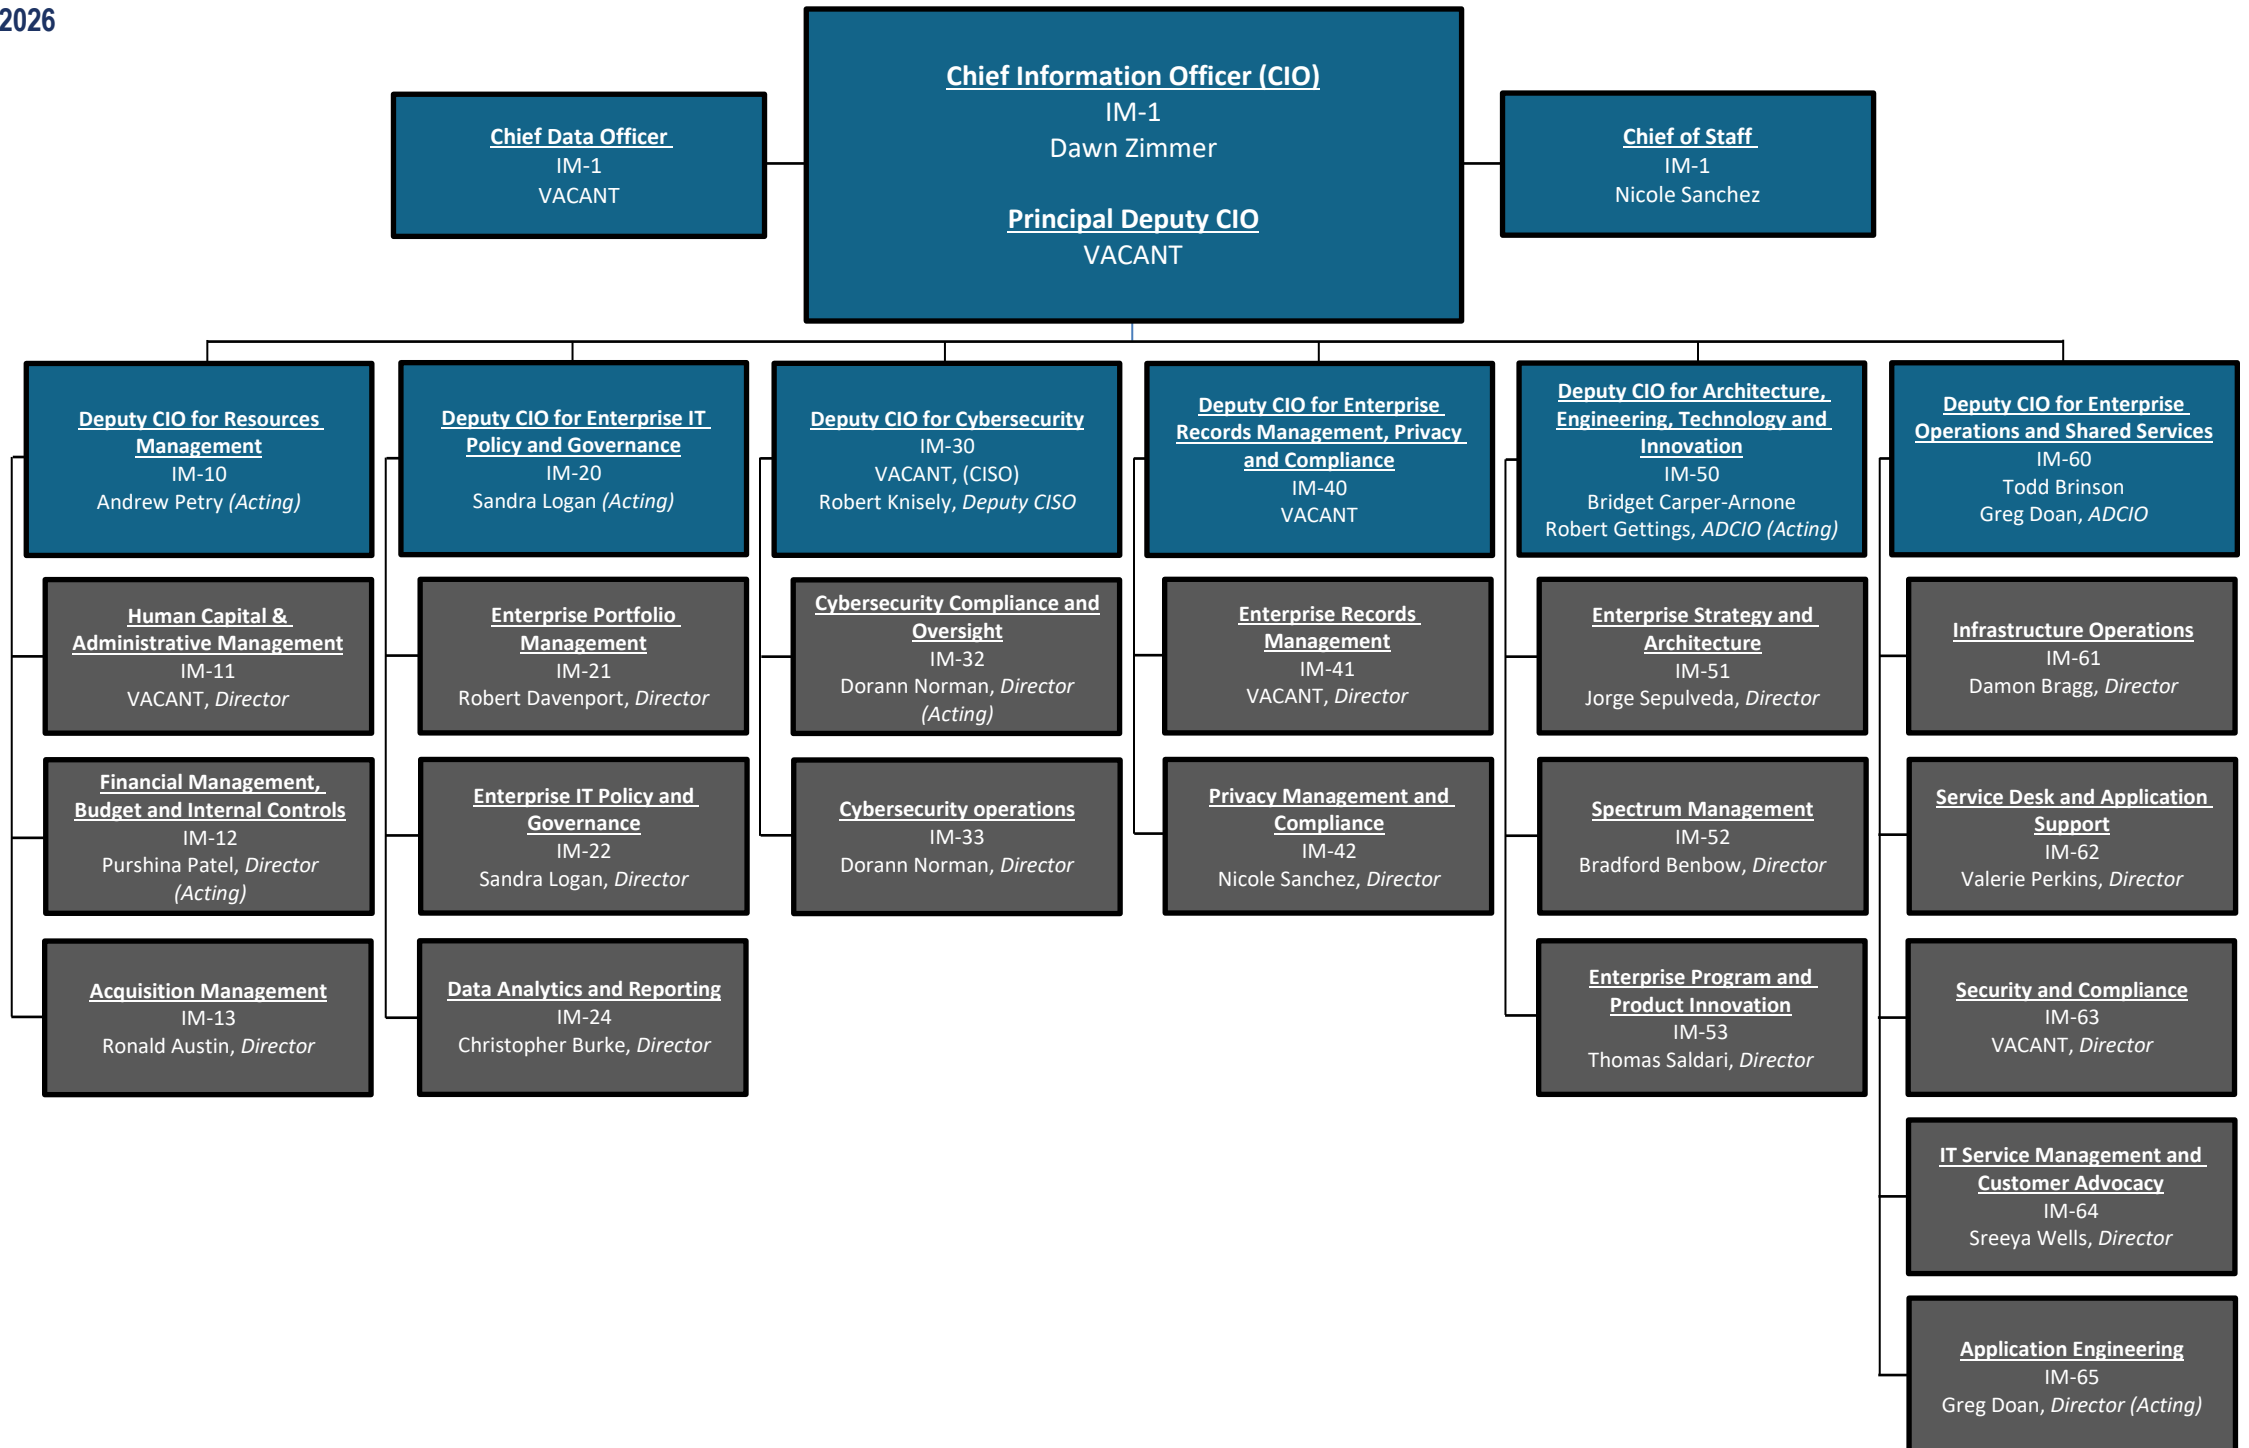 2026
Chief Information Officer (CIO)
IM-1
Dawn Zimmer
Principal Deputy CIO
VACANT
Chief Data Officer
IM-1
VACANT
Chief of Staff
IM-1
Nicole Sanchez
Deputy CIO for Resources
Management
IM-10
Andrew Petry (Acting)
Human Capital &
Administrative Management
IM-11
VACANT, Director
Financial Management,
Budget and Internal Controls
IM-12
Purshina Patel, Director
(Acting)
Acquisition Management
IM-13
Ronald Austin, Director
Deputy CIO for Enterprise IT
Policy and Governance
IM-20
Sandra Logan (Acting)
Enterprise Portfolio
Management
IM-21
Robert Davenport, Director
Enterprise IT Policy and
Governance
IM-22
Sandra Logan, Director
Data Analytics and Reporting
IM-24
Christopher Burke, Director
Deputy CIO for Cybersecurity
IM-30
VACANT, (CISO)
Robert Knisely, Deputy CISO
Cybersecurity Compliance and
Oversight
IM-32
Dorann Norman, Director
(Acting)
Cybersecurity operations
IM-33
Dorann Norman, Director
Deputy CIO for Enterprise
Records Management, Privacy
and Compliance
IM-40
VACANT
Enterprise Records
Management
IM-41
VACANT, Director
Privacy Management and
Compliance
IM-42
Nicole Sanchez, Director
Deputy CIO for Architecture,
Engineering, Technology and
Innovation
IM-50
Bridget Carper-Arnone
Robert Gettings, ADCIO (Acting)
Enterprise Strategy and
Architecture
IM-51
Jorge Sepulveda, Director
Spectrum Management
IM-52
Bradford Benbow, Director
Enterprise Program and
Product Innovation
IM-53
Thomas Saldari, Director
Deputy CIO for Enterprise
Operations and Shared Services
IM-60
Todd Brinson
Greg Doan, ADCIO
Infrastructure Operations
IM-61
Damon Bragg, Director
Service Desk and Application
Support
IM-62
Valerie Perkins, Director
Security and Compliance
IM-63
VACANT, Director
IT Service Management and
Customer Advocacy
IM-64
Sreeya Wells, Director
Application Engineering
IM-65
Greg Doan, Director (Acting)